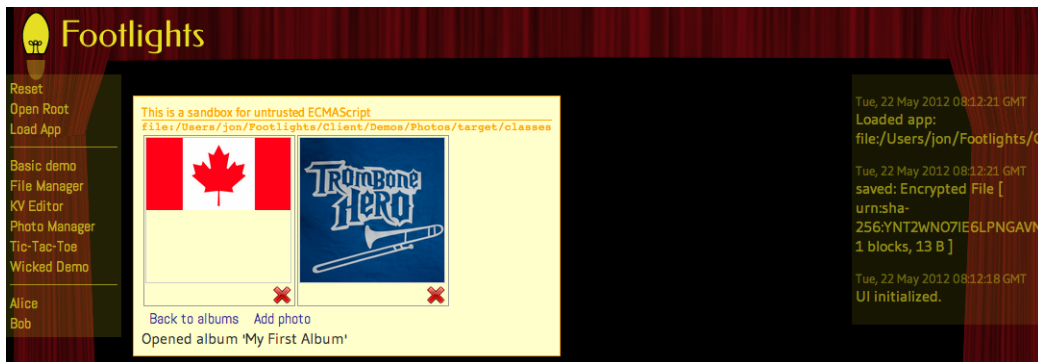 Footlights
Reset
Open Root
Load App
Basic demo
File Manager
KV Editor
Photo Manager
Tic-Tac-Toe
Wicked Demo
Alice
Bob
This is a sandbox for untrusted ECMAScript
file:/Users/jon/Footlights/Client/Demos/Photos/target/classes
TROMBONE
HERO
Back to albums Add photo
Opened album 'My First Album'
Tue, 22 May 2012 08:12:21 GMT
Loaded app:
file:/Users/jon/Footlights/C
Tue, 22 May 2012 08:12:21 GMT
saved: Encrypted File [
urn:sha-
256:YNT2WNO7IE6LPNGAVN
1 blocks, 13 B ]
Tue, 22 May 2012 08:12:18 GMT
UI initialized.